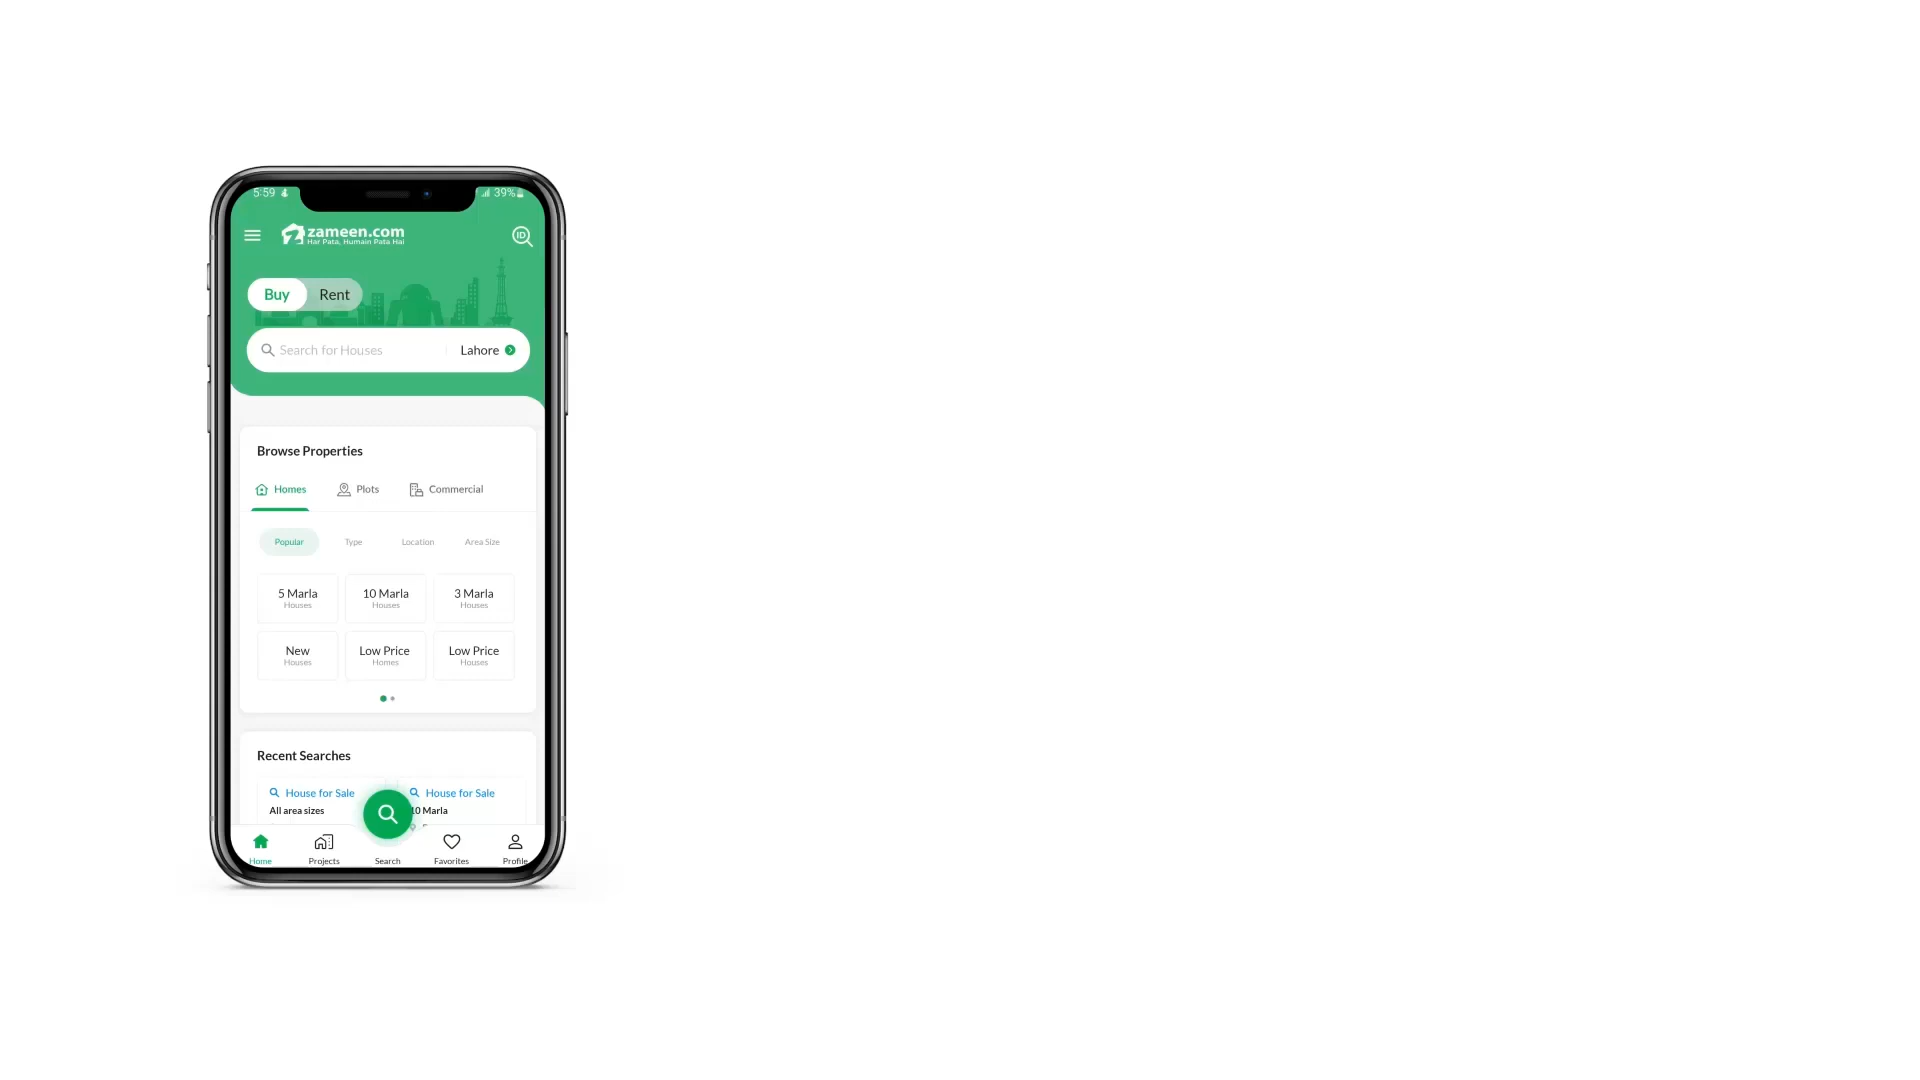 5:59
39%
zameen.com
Har Pata, Humain Pata Hai
ID
Buy Rent
Search for Houses Lahore
Browse Properties
Homes Plots Commercial
Popular Type Location Area Size
5 Marla 10 Marla 3 Marla
Houses Houses Houses
New Low Price Low Price
Houses Homes Houses
Recent Searches
House for Sale House for Sale
All area sizes 10 Marla
Home Projects Search Favorites Profile